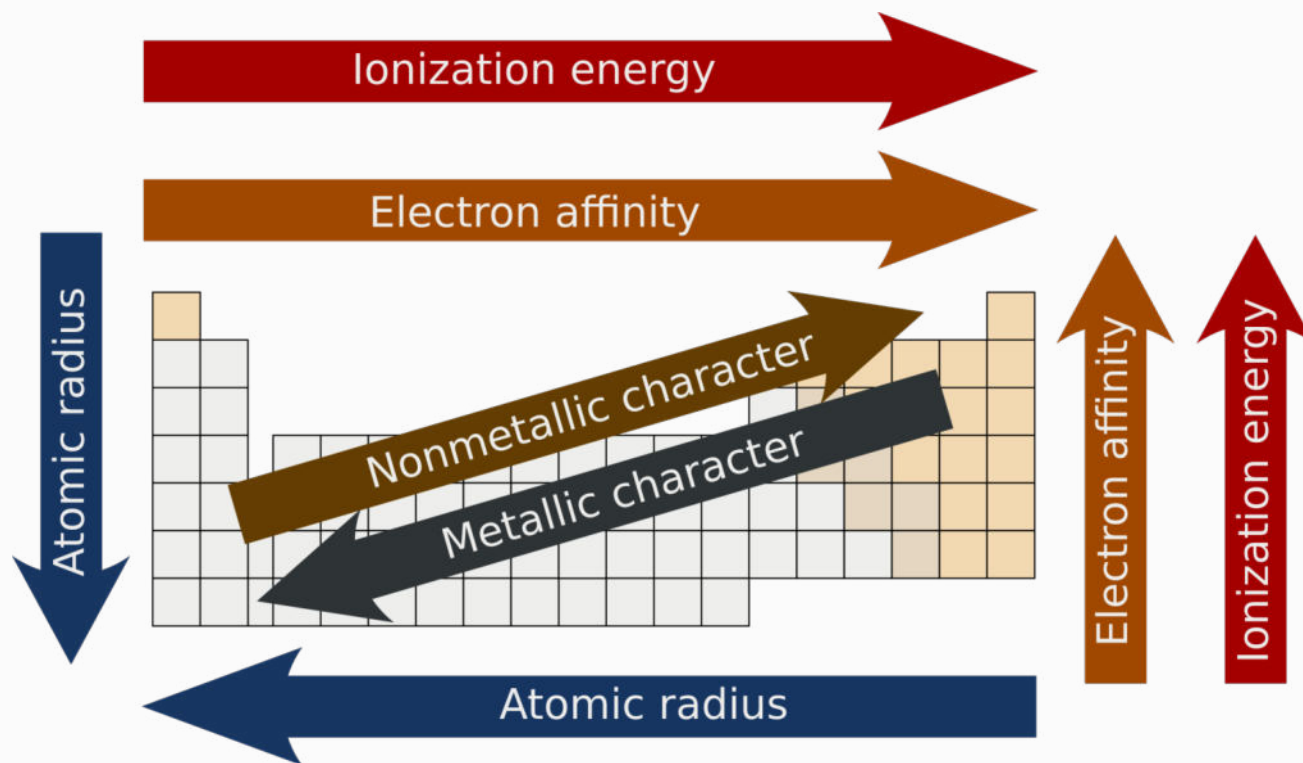 Ionization energy
Electron affinity
Atomic radius
Nonmetallic character
Metallic character
Electron affinity
Ionization energy
Atomic radius